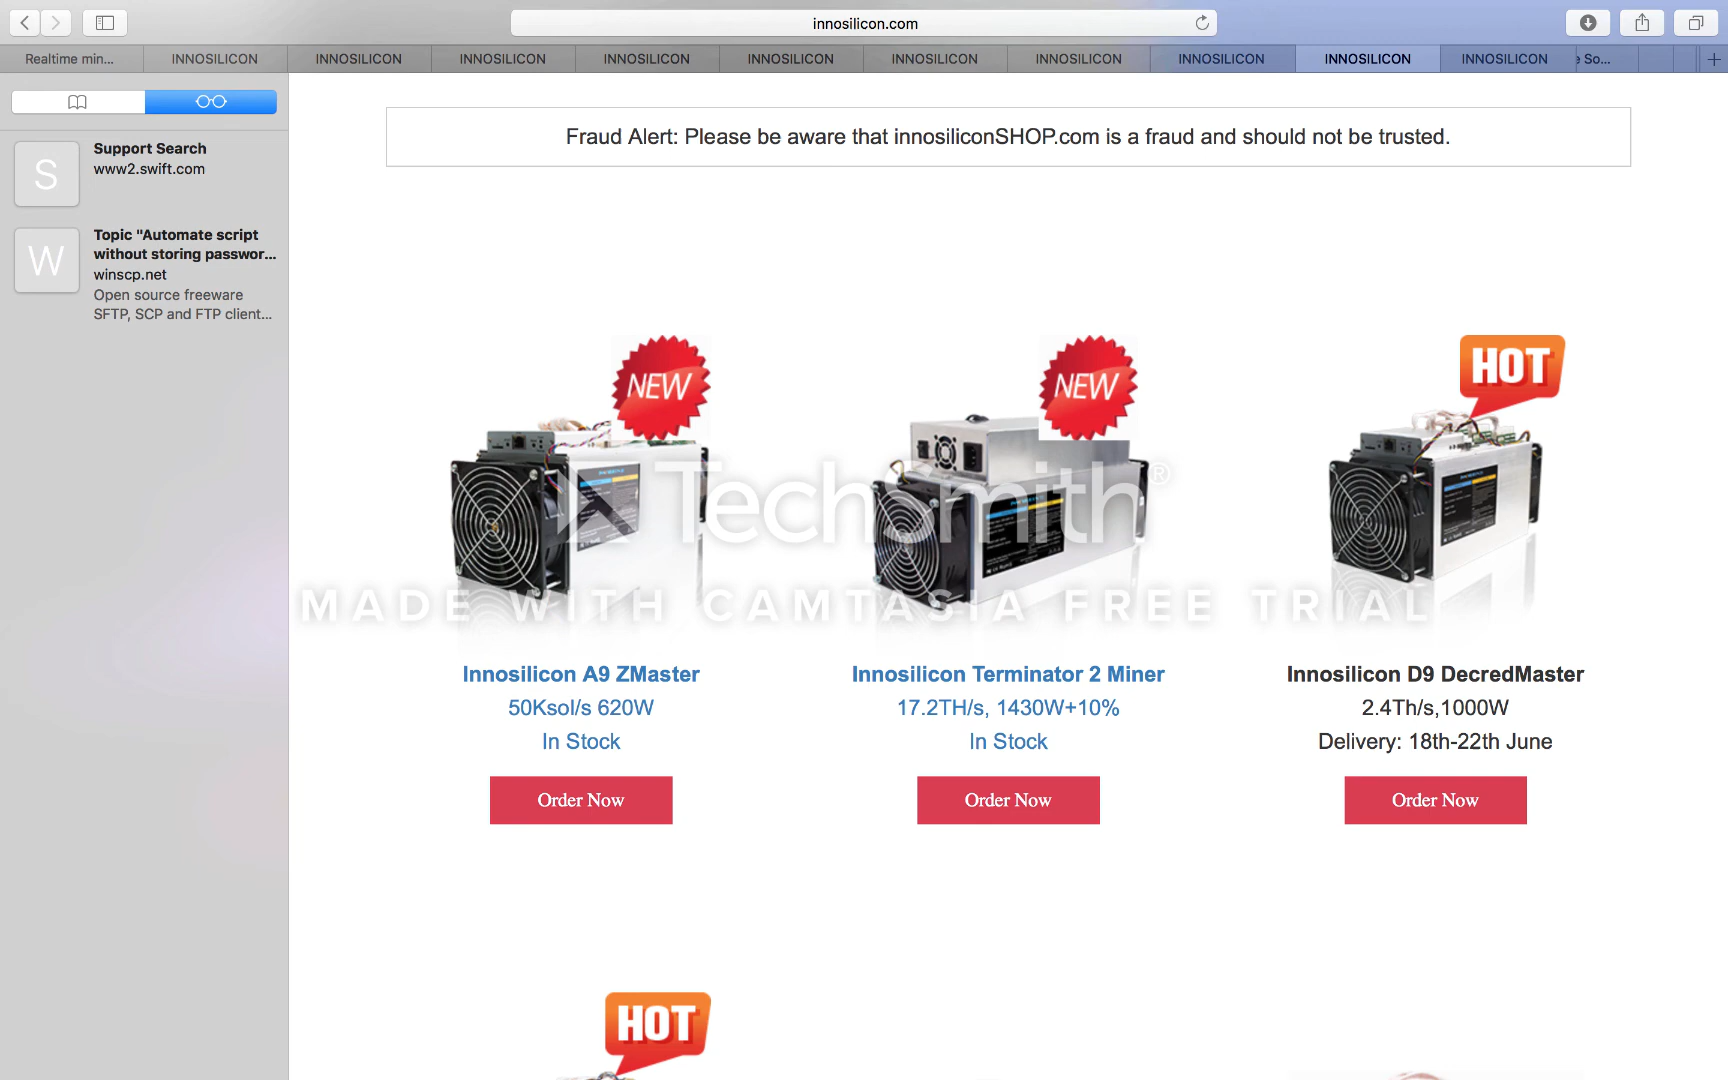 innosilicon.com
Realtime min...
INNOSILICON
INNOSILICON
INNOSILICON
INNOSILICON
INNOSILICON
INNOSILICON
INNOSILICON
INNOSILICON
INNOSILICON
INNOSILICON
So...
S
Support Search
www2.swift.com
W
Topic "Automate script
without storing passwor...
winscp.net
Open source freeware
SFTP, SCP and FTP client...
Fraud Alert: Please be aware that innosiliconSHOP.com is a fraud and should not be trusted.
NEW
NEW
HOT
TechSmith®
MADE WITH CAMTASIA FREE TRIAL
Innosilicon A9 ZMaster
50Ksol/s 620W
In Stock
Order Now
Innosilicon Terminator 2 Miner
17.2TH/s, 1430W+10%
In Stock
Order Now
Innosilicon D9 DecredMaster
2.4Th/s,1000W
Delivery: 18th-22th June
Order Now
HOT